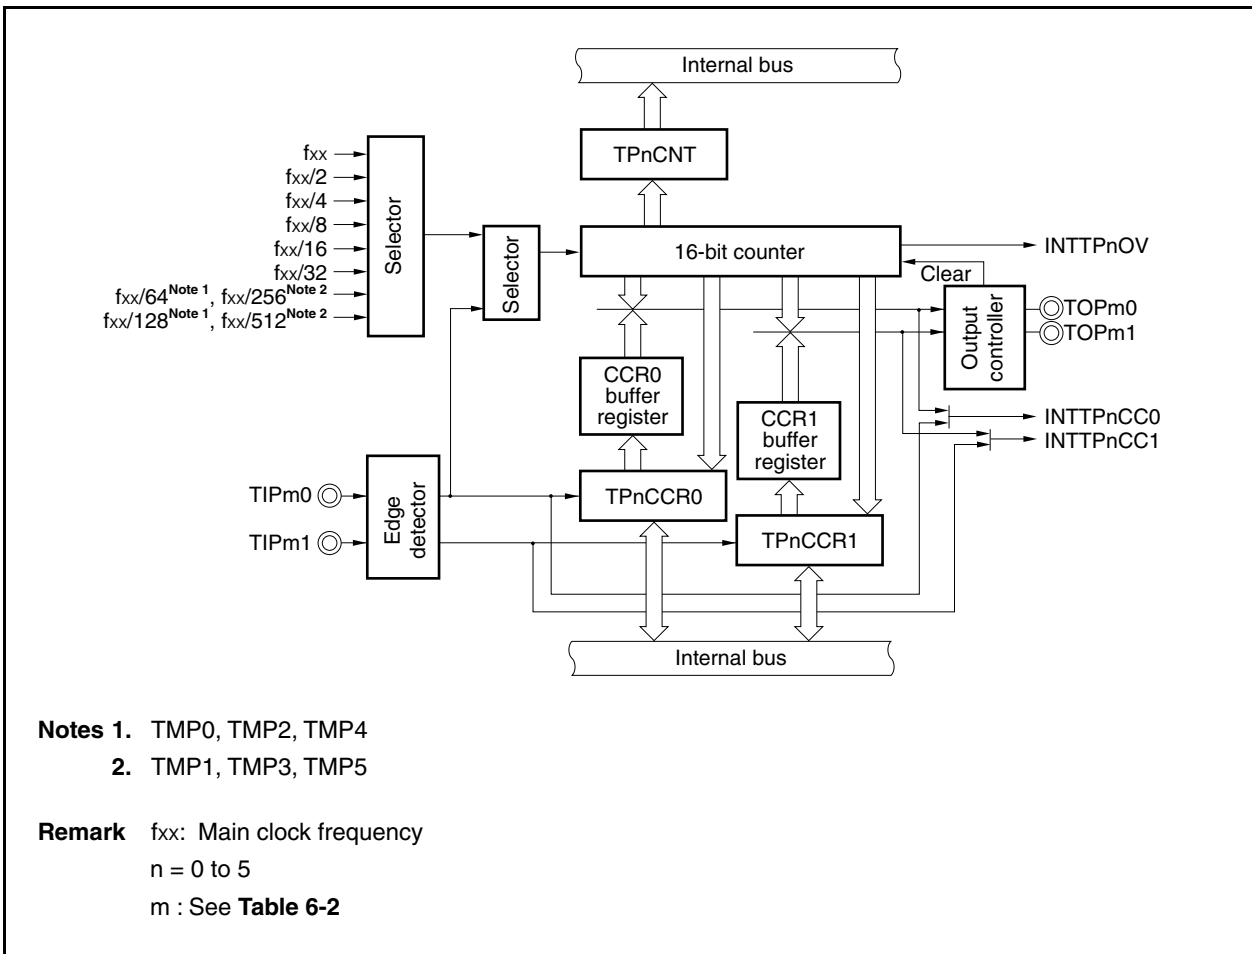 Internal bus
TPnCNT
fxx
fxx/2
fxx/4
fxx/8
fxx/16
fxx/32
fxx/64Note 1, fxx/256Note 2
fxx/128Note 1, fxx/512Note 2
Selector
Selector
16-bit counter
INTTPnOV
Clear
Output
controller
TOPm0
TOPm1
CCR0
buffer
register
CCR1
buffer
register
INTTPnCC0
INTTPnCC1
TIPm0
TIPm1
Edge
detector
TPnCCR0
TPnCCR1
Internal bus
Notes 1. TMP0, TMP2, TMP4
2. TMP1, TMP3, TMP5
Remark fxx: Main clock frequency
n = 0 to 5
m : See Table 6-2